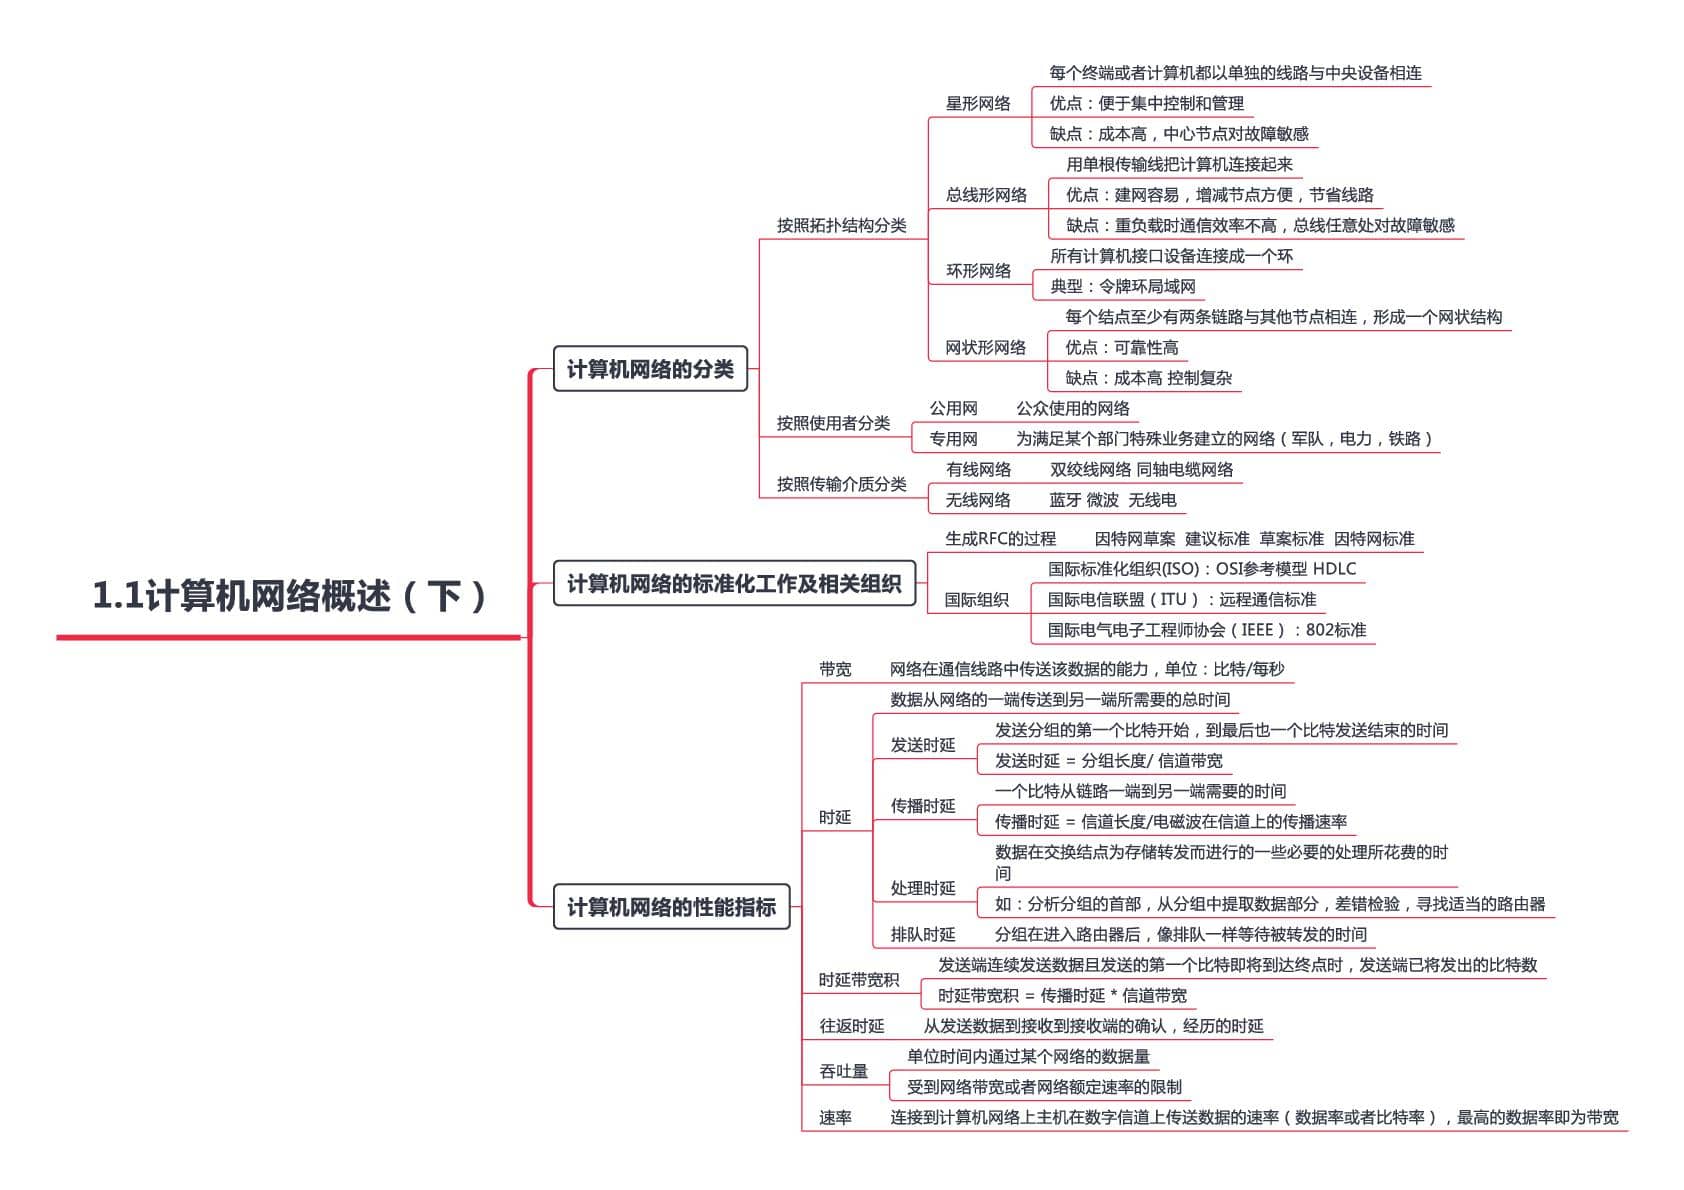 1.1计算机网络概述（下）
计算机网络的分类
按照拓扑结构分类
星形网络
每个终端或者计算机都以单独的线路与中央设备相连
优点：便于集中控制和管理
缺点：成本高，中心节点对故障敏感
总线形网络
用单根传输线把计算机连接起来
优点：建网容易，增减节点方便，节省线路
缺点：重负载时通信效率不高，总线任意处对故障敏感
环形网络
所有计算机接口设备连接成一个环
典型：令牌环局域网
网状形网络
每个结点至少有两条链路与其他节点相连，形成一个网状结构
优点：可靠性高
缺点：成本高 控制复杂
按照使用者分类
公用网 公众使用的网络
专用网 为满足某个部门特殊业务建立的网络（军队，电力，铁路）
按照传输介质分类
有线网络 双绞线网络 同轴电缆网络
无线网络 蓝牙 微波 无线电
计算机网络的标准化工作及相关组织
生成RFC的过程 因特网草案 建议标准 草案标准 因特网标准
国际组织
国际标准化组织(ISO)：OSI参考模型 HDLC
国际电信联盟（ITU）：远程通信标准
国际电气电子工程师协会（IEEE）：802标准
计算机网络的性能指标
带宽 网络在通信线路中传送该数据的能力，单位：比特/每秒
时延
数据从网络的一端传送到另一端所需要的总时间
发送时延
发送分组的第一个比特开始，到最后也一个比特发送结束的时间
发送时延 = 分组长度/ 信道带宽
传播时延
一个比特从链路一端到另一端需要的时间
传播时延 = 信道长度/电磁波在信道上的传播速率
处理时延
数据在交换结点为存储转发而进行的一些必要的处理所花费的时
间
如：分析分组的首部，从分组中提取数据部分，差错检验，寻找适当的路由器
排队时延 分组在进入路由器后，像排队一样等待被转发的时间
时延带宽积
发送端连续发送数据且发送的第一个比特即将到达终点时，发送端已将发出的比特数
时延带宽积 = 传播时延 * 信道带宽
往返时延 从发送数据到接收到接收端的确认，经历的时延
吞吐量
单位时间内通过某个网络的数据量
受到网络带宽或者网络额定速率的限制
速率 连接到计算机网络上主机在数字信道上传送数据的速率（数据率或者比特率），最高的数据率即为带宽